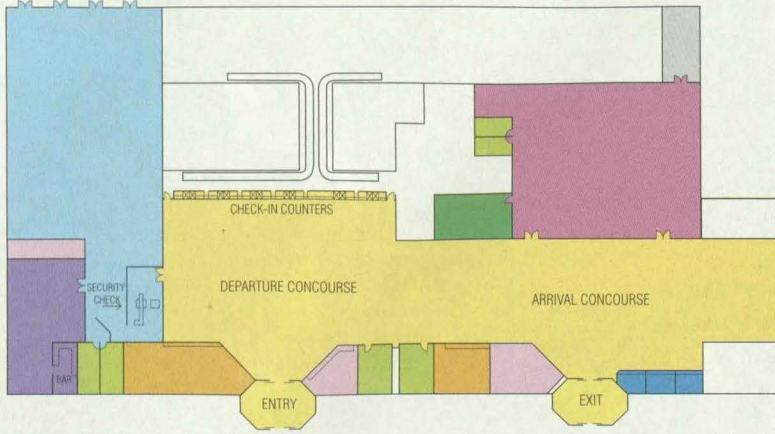 CHECK-IN COUNTERS
DEPARTURE CONCOURSE
ARRIVAL CONCOURSE
SECURITY
CHECK
BAR
ENTRY
EXIT